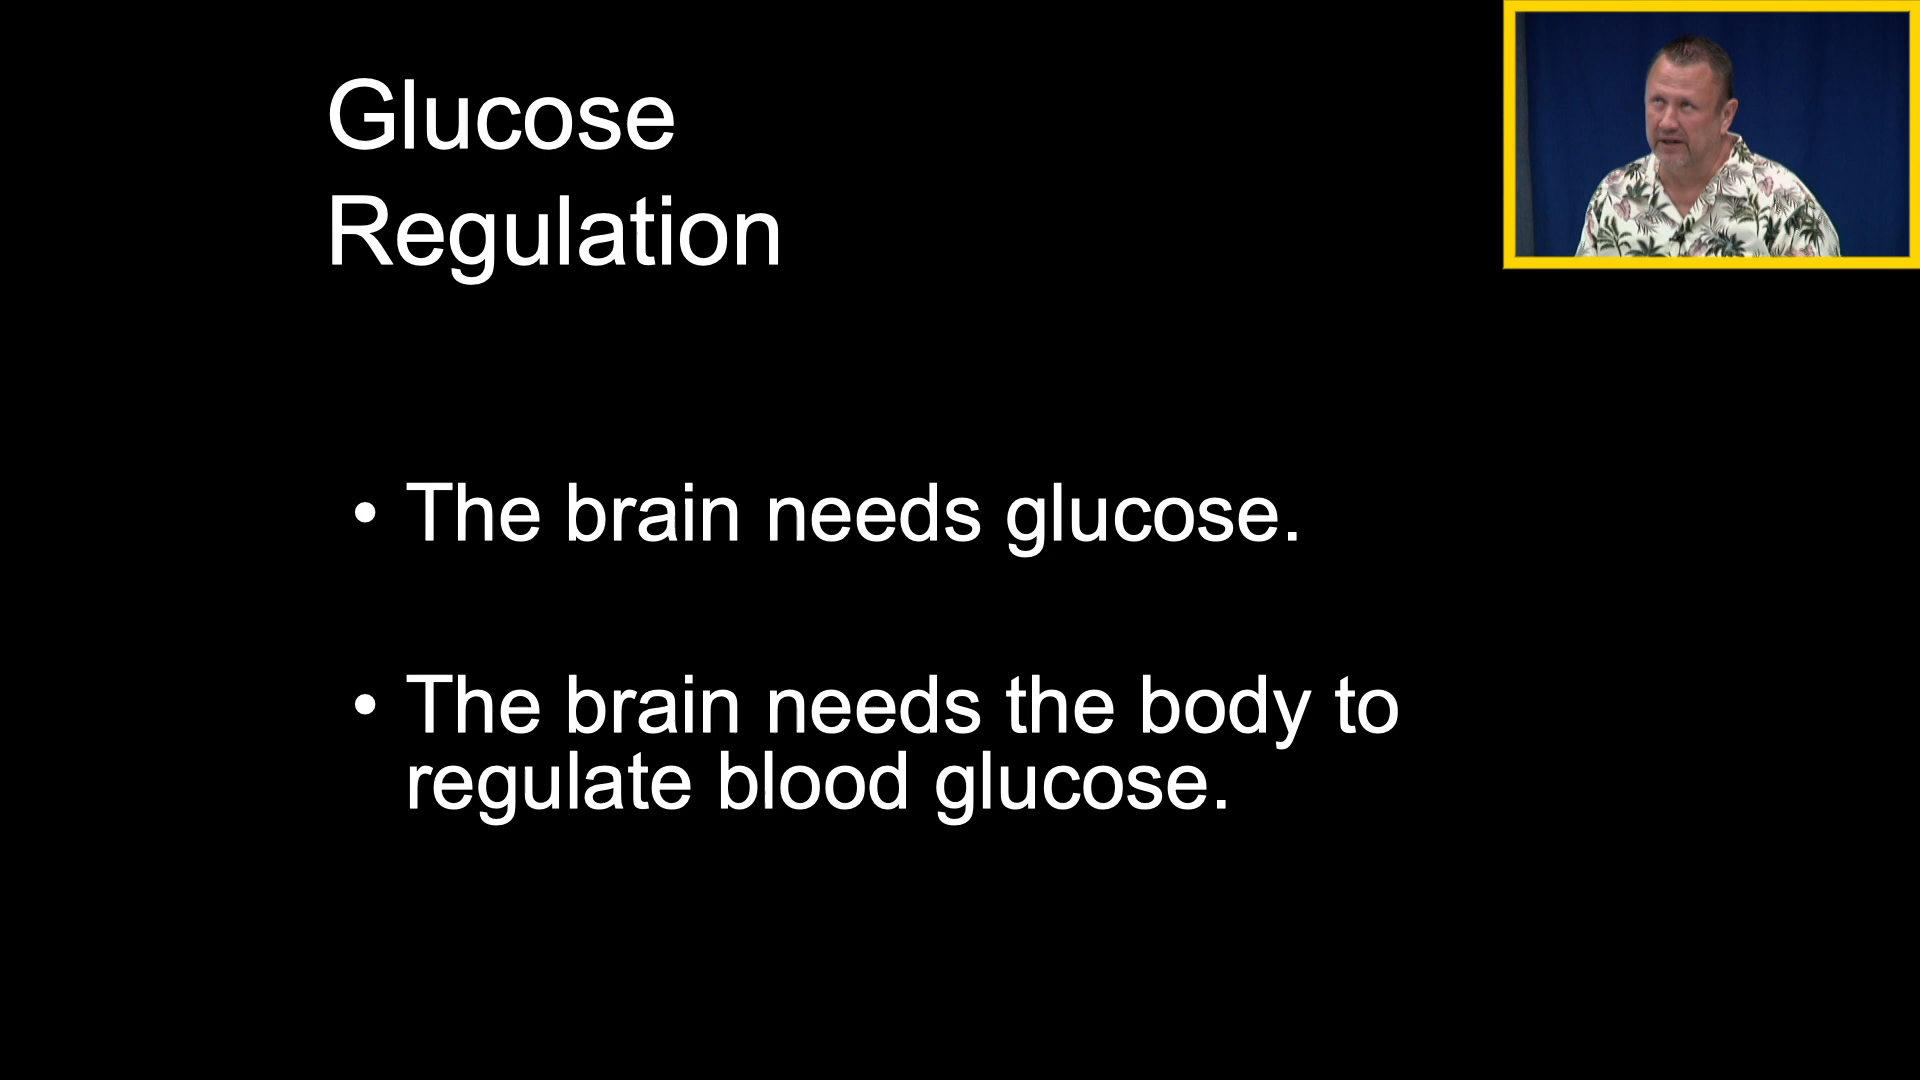 Glucose
Regulation
• The brain needs glucose.
• The brain needs the body to
regulate blood glucose.